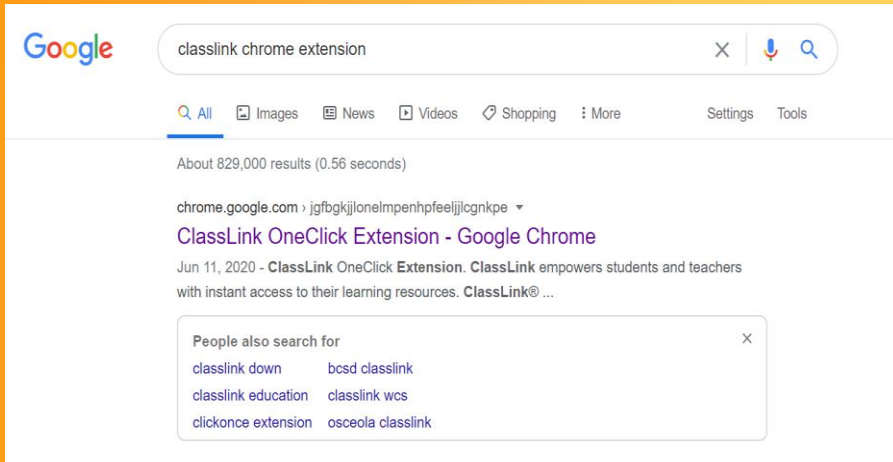 Google
classlink chrome extension
All Images News Videos Shopping More Settings Tools
About 829,000 results (0.56 seconds)
chrome.google.com › jgfbgkjjlonelmpenhpfeeljjlcgnkpe
ClassLink OneClick Extension - Google Chrome
Jun 11, 2020 - ClassLink OneClick Extension. ClassLink empowers students and teachers
with instant access to their learning resources. ClassLink® ...
People also search for
classlink down bcsd classlink
classlink education classlink wcs
clickonce extension osceola classlink